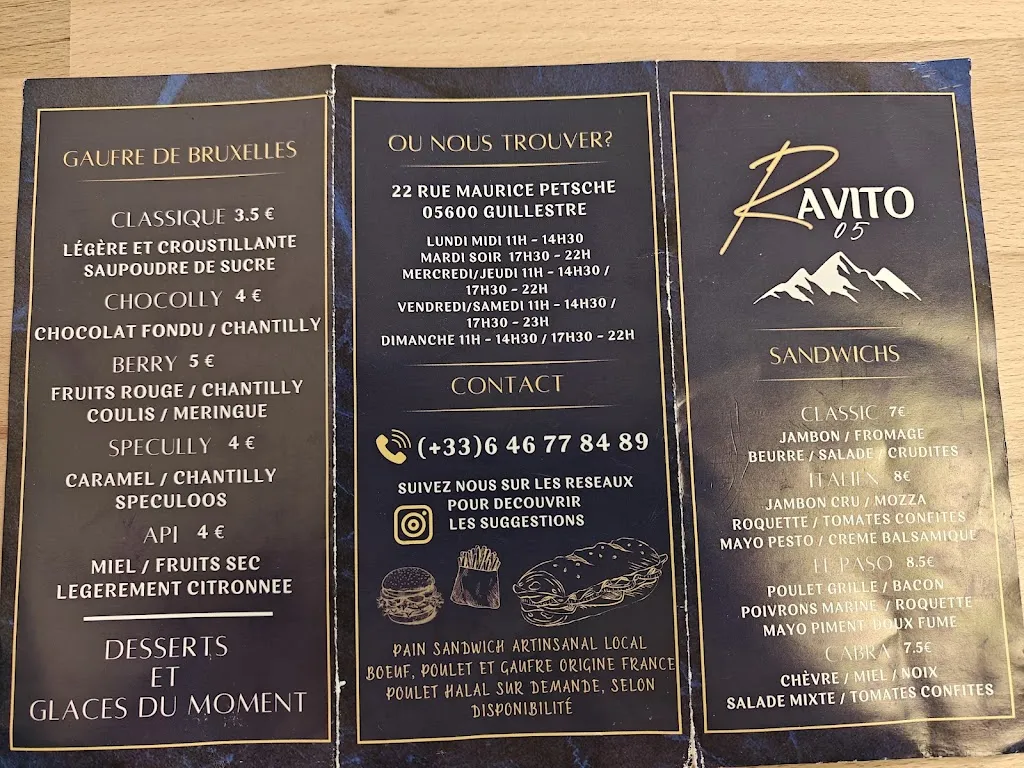 GAUFRE DE BRUXELLES
CLASSIQUE 3.5 €
LÉGÈRE ET CROUSTILLANTE
SAUPOUDRE DE SUCRE
CHOCOLLY 4 €
CHOCOLAT FONDU / CHANTILLY
BERRY 5 €
FRUITS ROUGE / CHANTILLY
COULIS / MERINGUE
SPECULLY 4 €
CARAMEL / CHANTILLY
SPECULOOS
API 4 €
MIEL / FRUITS SEC
LEGEREMENT CITRONNEE
DESSERTS
ET
GLACES DU MOMENT
OU NOUS TROUVER?
22 RUE MAURICE PETSCHE
05600 GUILLESTRE
LUNDI MIDI 11H - 14H30
MARDI SOIR 17H30 - 22H
MERCREDI/JEUDI 11H - 14H30 /
17H30 - 22H
VENDREDI/SAMEDI 11H - 14H30 /
17H30 - 23H
DIMANCHE 11H - 14H30 / 17H30 - 22H
CONTACT
(+33)6 46 77 84 89
SUIVEZ NOUS SUR LES RESEAUX
POUR DECOUVRIR
LES SUGGESTIONS
PAIN SANDWICH ARTINSANAL LOCAL
BOEUF, POULET ET GAUFRE ORIGINE FRANCE
POULET HALAL SUR DEMANDE, SELON
DISPONIBILITÉ
RAVITO
05
SANDWICHS
CLASSIC 7€
JAMBON / FROMAGE
BEURRE / SALADE / CRUDITES
ITALIEN 8€
JAMBON CRU / MOZZA
ROQUETTE / TOMATES CONFITES
MAYO PESTO / CREME BALSAMIQUE
EL PASO 8.5€
POULET GRILLE / BACON
POIVRONS MARINE / ROQUETTE
MAYO PIMENT DOUX FUME
CABRA 7.5€
CHÈVRE / MIEL / NOIX
SALADE MIXTE / TOMATES CONFITES